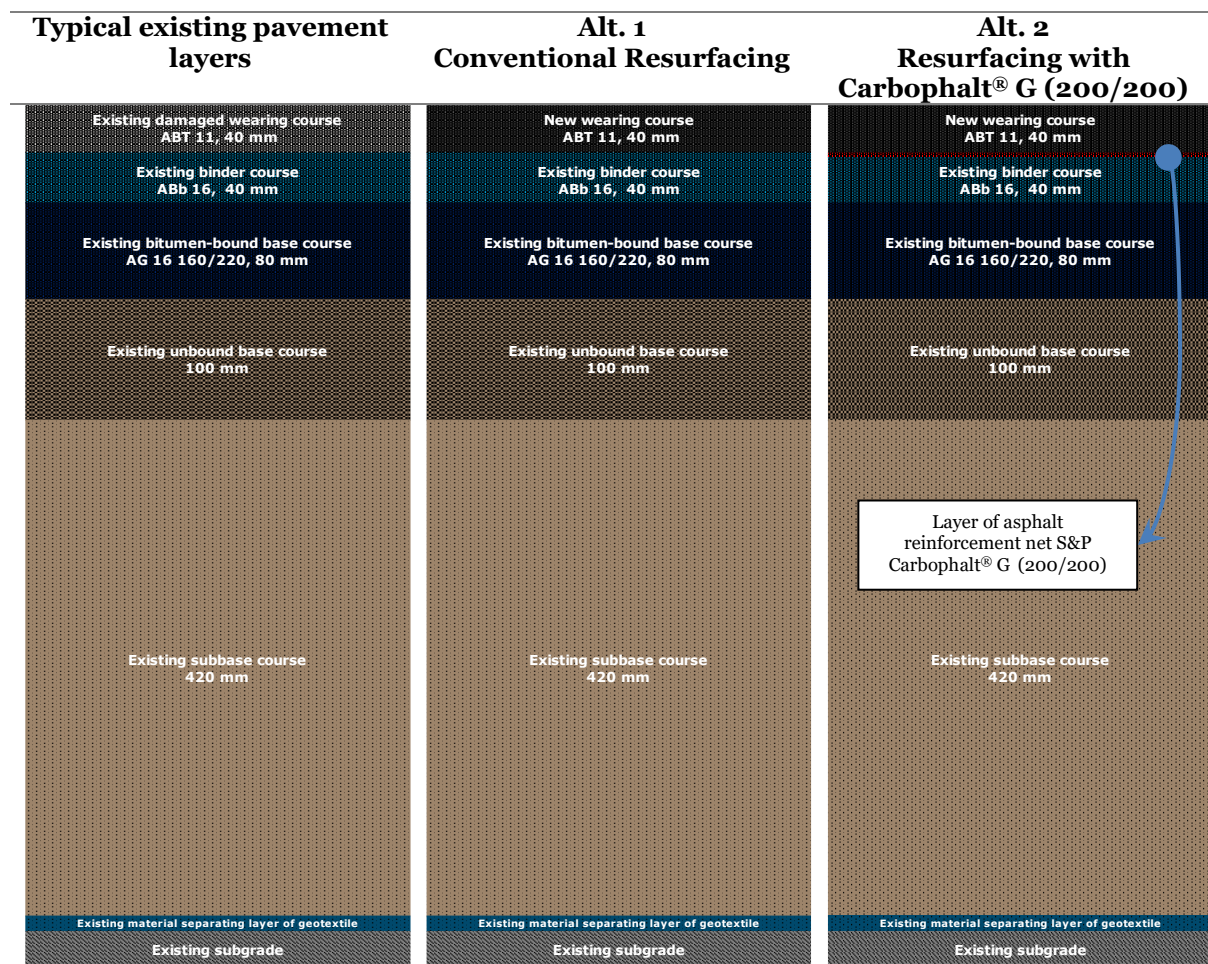 Typical existing pavement
layers
Existing damaged wearing course
ABT 11, 40 mm
Existing binder course
ABb 16,  40 mm
Existing bitumen-bound base course
AG 16 160/220, 80 mm
Existing unbound base course
100 mm
Existing subbase course
420 mm
Existing material separating layer of geotextile
Existing subgrade
Alt. 1
Conventional Resurfacing
New wearing course
ABT 11, 40 mm
Existing binder course
ABb 16,  40 mm
Existing bitumen-bound base course
AG 16 160/220, 80 mm
Existing unbound base course
100 mm
Existing subbase course
420 mm
Existing material separating layer of geotextile
Existing subgrade
Alt. 2
Resurfacing with
Carbophalt® G (200/200)
New wearing course
ABT 11, 40 mm
Existing binder course
ABb 16,  40 mm
Existing bitumen-bound base course
AG 16 160/220, 80 mm
Existing unbound base course
100 mm
Layer of asphalt
reinforcement net S&P
Carbophalt® G (200/200)
Existing subbase course
420 mm
Existing material separating layer of geotextile
Existing subgrade